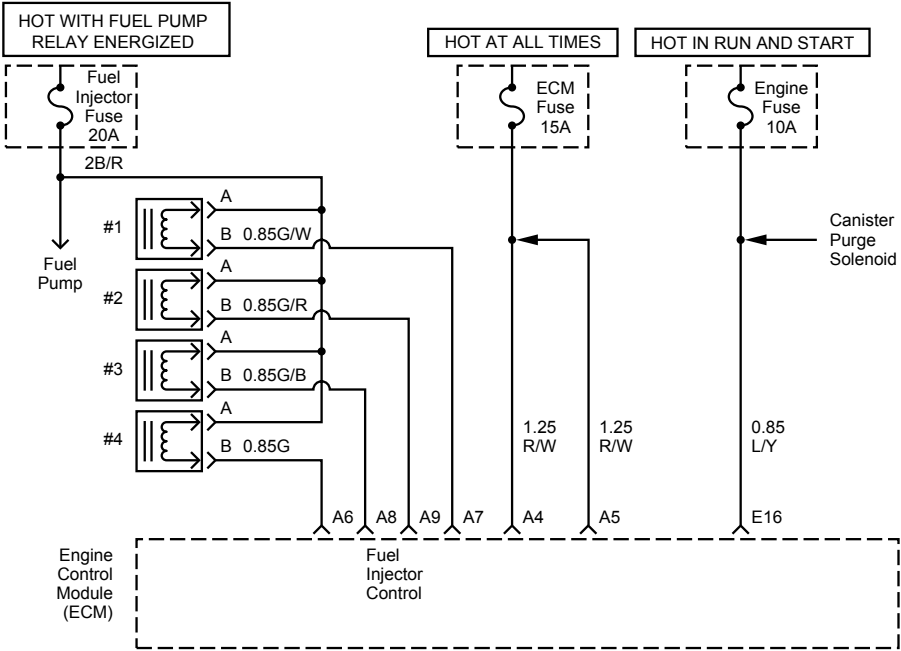 HOT WITH FUEL PUMP
RELAY ENERGIZED
HOT AT ALL TIMES
HOT IN RUN AND START
Fuel
Injector
Fuse
20A
ECM
Fuse
15A
Engine
Fuse
10A
2B/R
Fuel
Pump
#1
A
B 0.85G/W
#2
A
B 0.85G/R
#3
A
B 0.85G/B
#4
A
B 0.85G
Canister
Purge
Solenoid
1.25
R/W
1.25
R/W
0.85
L/Y
A6
A8
A9
A7
A4
A5
E16
Engine
Control
Module
(ECM)
Fuel
Injector
Control